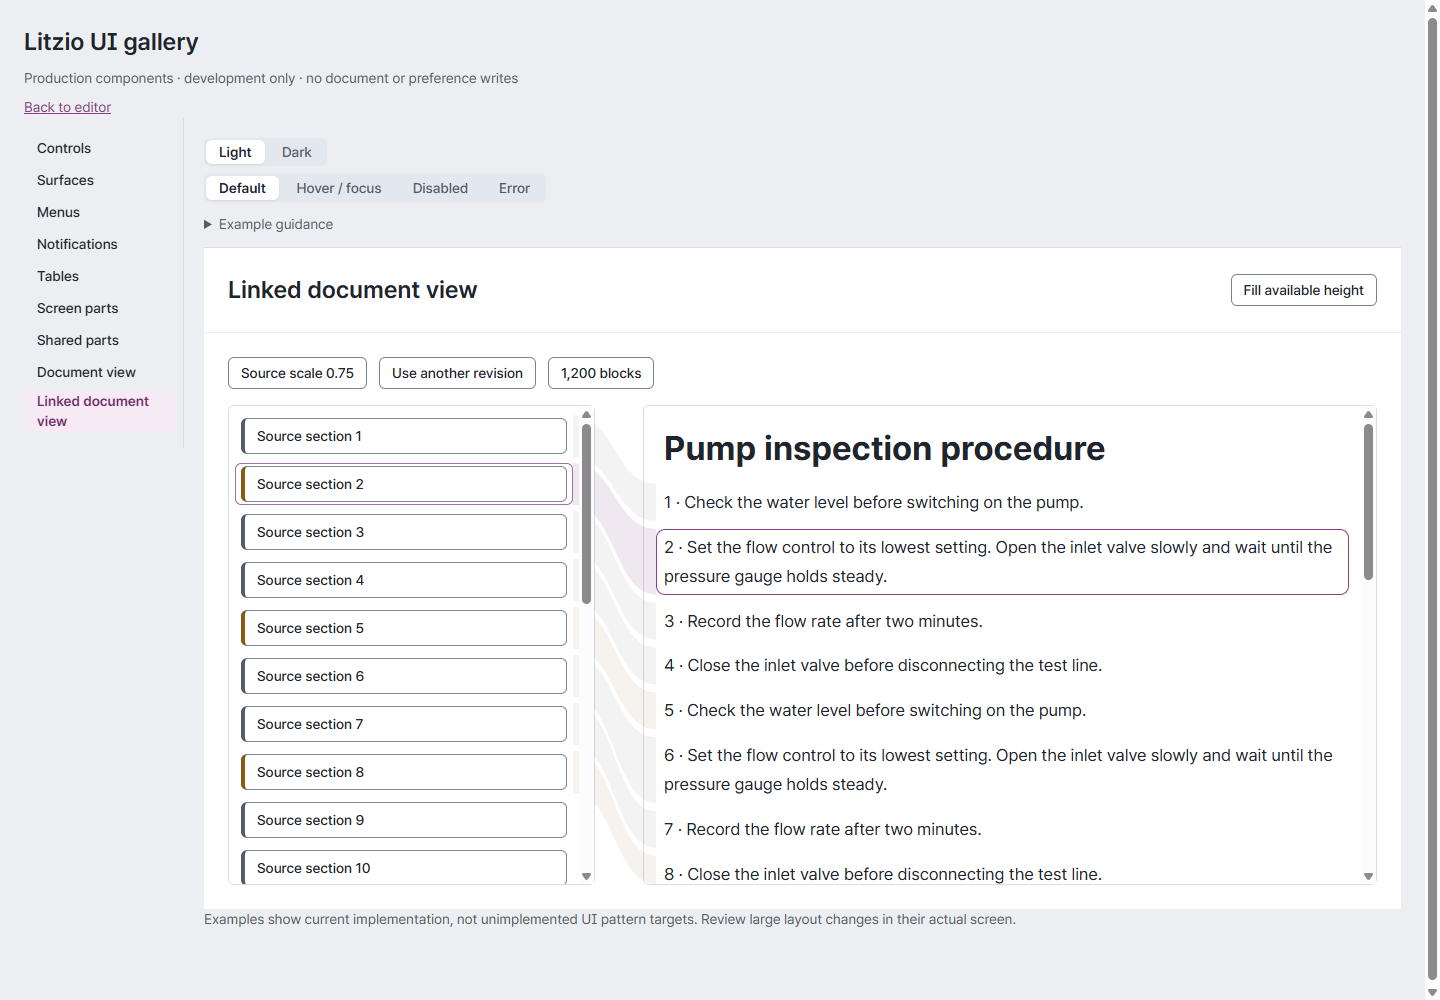 Litzio UI gallery
Production components · development only · no document or preference writes
Back to editor
Controls
Surfaces
Menus
Notifications
Tables
Screen parts
Shared parts
Document view
Linked document
view
Light Dark
Default Hover / focus Disabled Error
Example guidance
Linked document view
Fill available height
Source scale 0.75 Use another revision 1,200 blocks
Source section 1
Source section 2
Source section 3
Source section 4
Source section 5
Source section 6
Source section 7
Source section 8
Source section 9
Source section 10
Pump inspection procedure
1 · Check the water level before switching on the pump.
2 · Set the flow control to its lowest setting. Open the inlet valve slowly and wait until the
pressure gauge holds steady.
3 · Record the flow rate after two minutes.
4 · Close the inlet valve before disconnecting the test line.
5 · Check the water level before switching on the pump.
6 · Set the flow control to its lowest setting. Open the inlet valve slowly and wait until the
pressure gauge holds steady.
7 · Record the flow rate after two minutes.
8 · Close the inlet valve before disconnecting the test line.
Examples show current implementation, not unimplemented UI pattern targets. Review large layout changes in their actual screen.